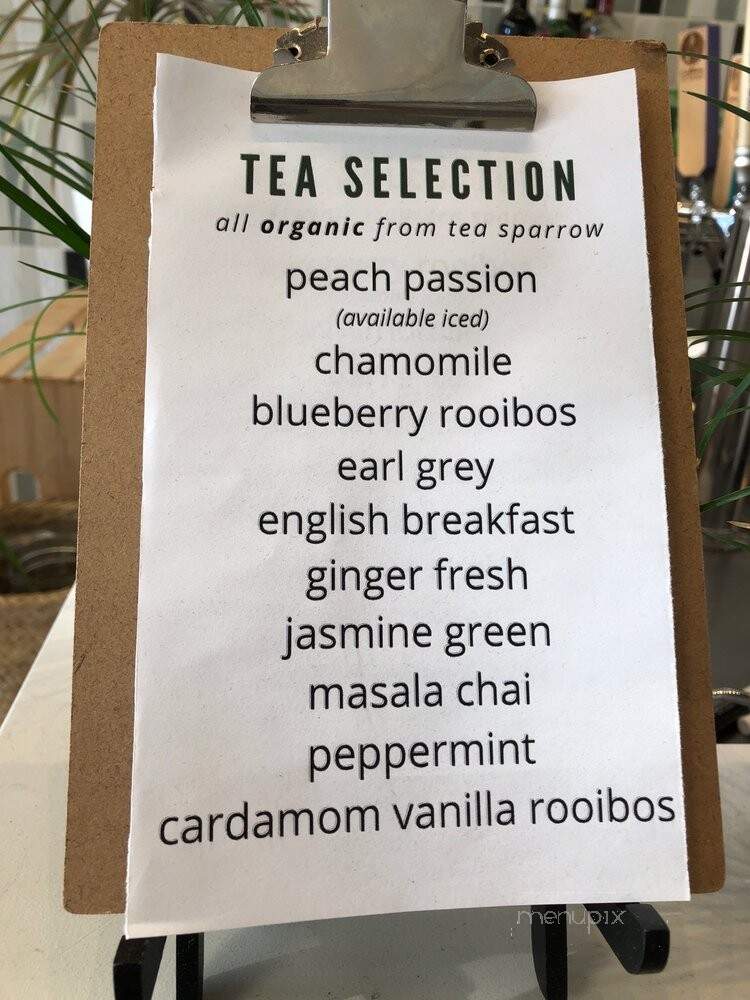 TEA SELECTION
all organic from tea sparrow
peach passion
(available iced)
chamomile
blueberry rooibos
earl grey
english breakfast
ginger fresh
jasmine green
masala chai
peppermint
cardamom vanilla rooibos
menupix